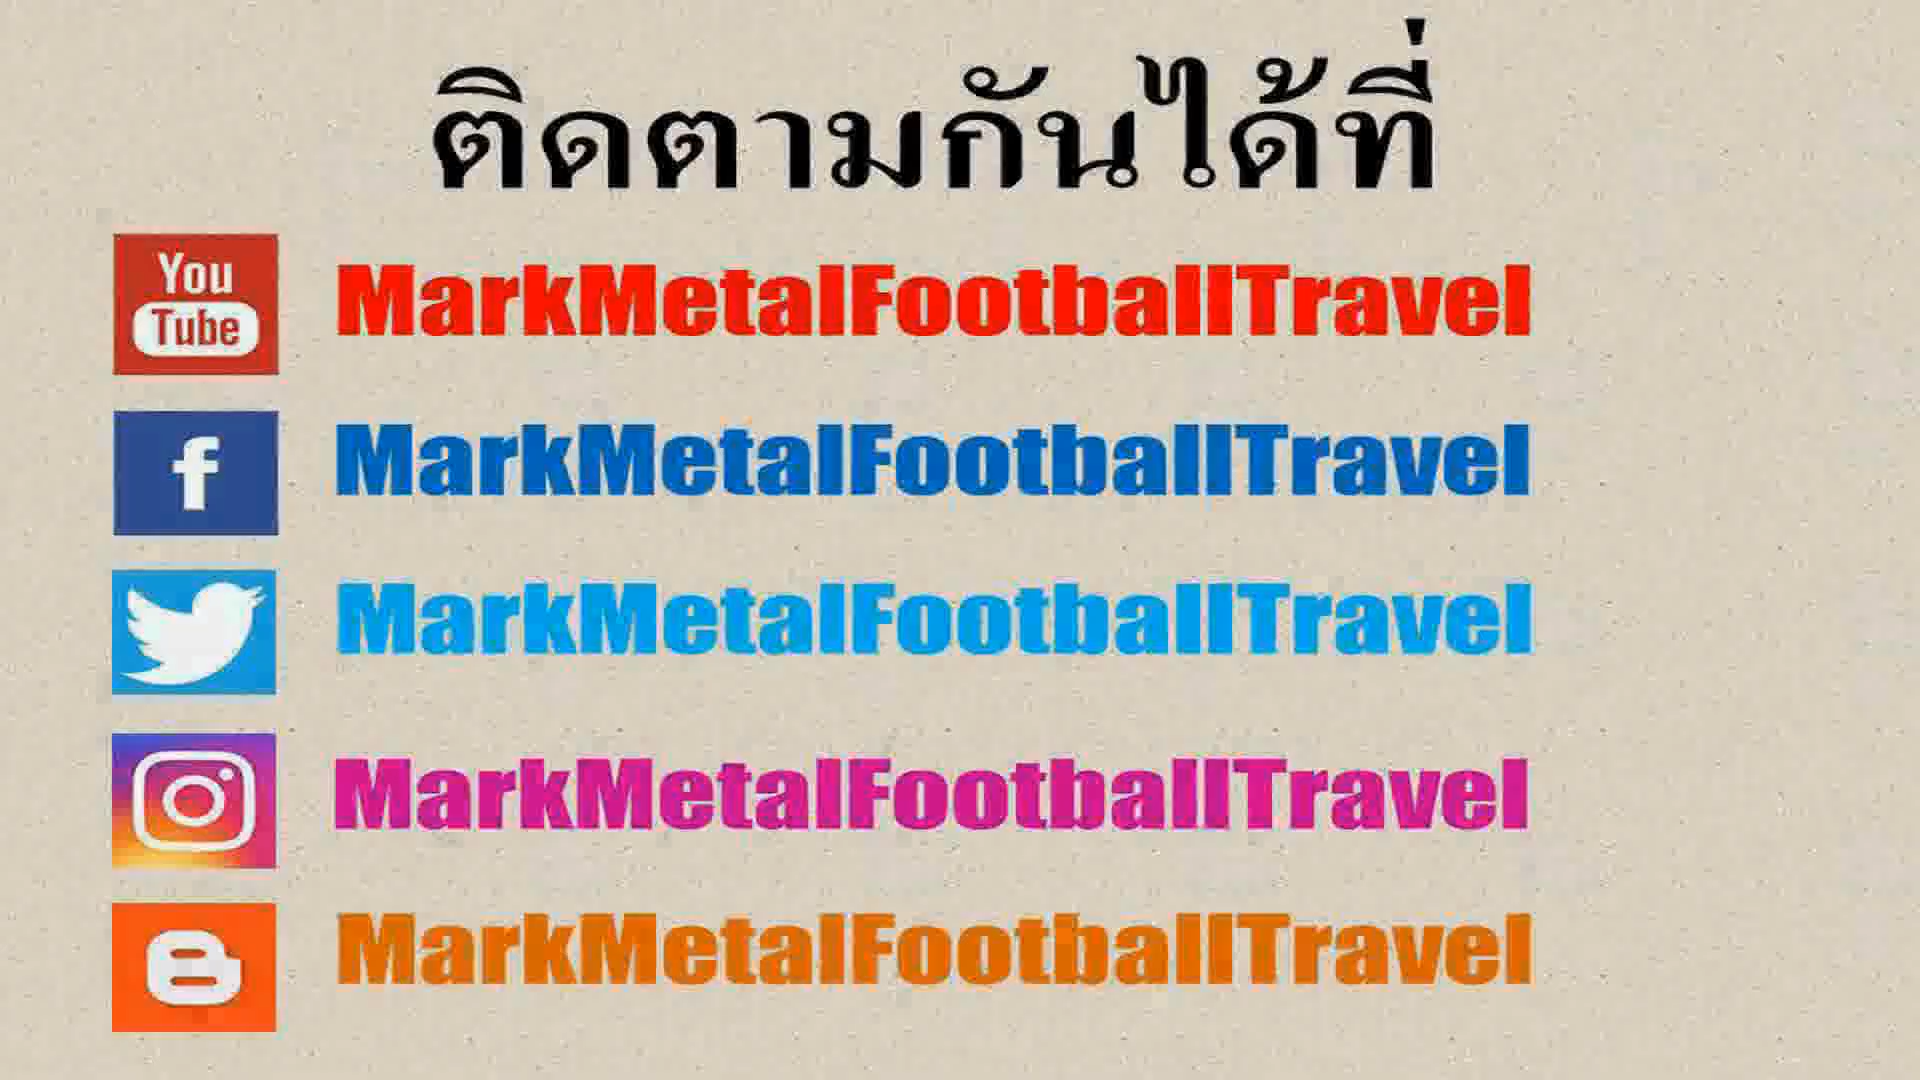 ติดตามกันได้ที่
You
Tube
MarkMetalFootballTravel
f
MarkMetalFootballTravel
MarkMetalFootballTravel
MarkMetalFootballTravel
B
MarkMetalFootballTravel